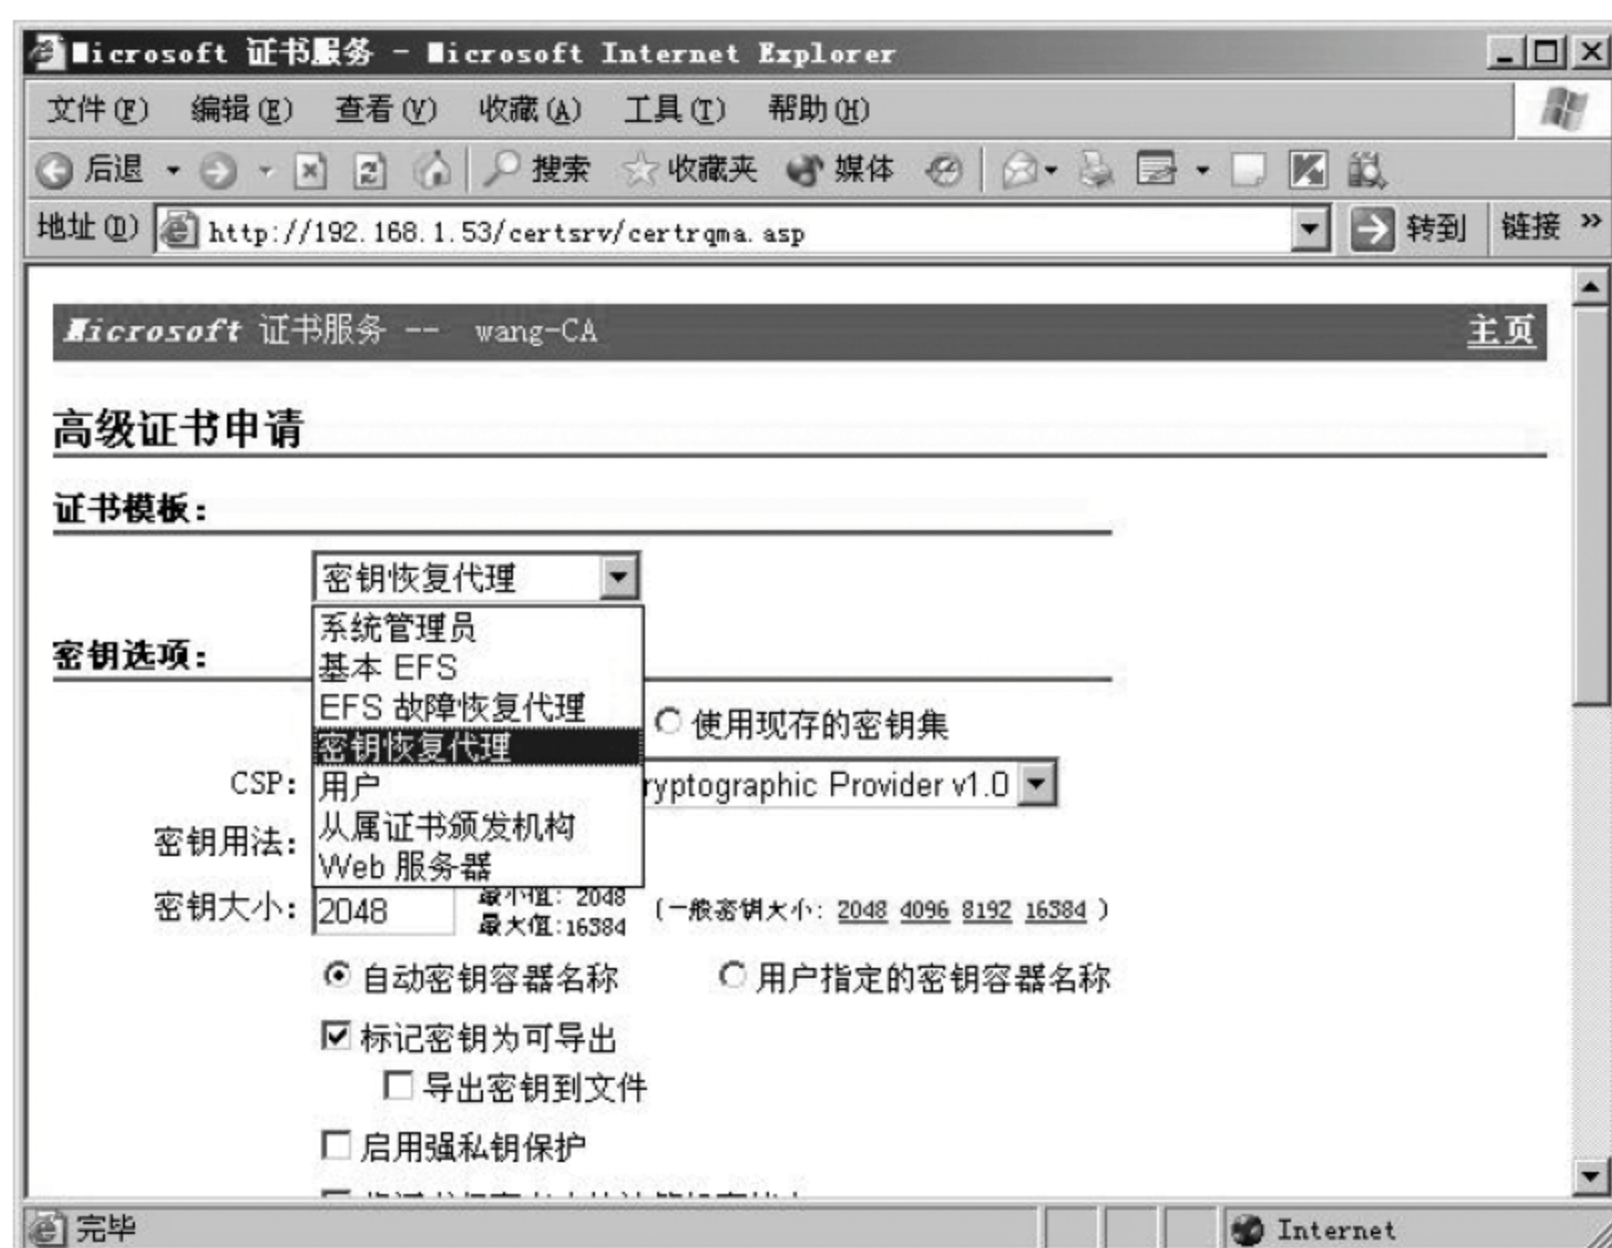 Microsoft 证书服务 - Microsoft Internet Explorer
文件(F) 编辑(E) 查看(V) 收藏(A) 工具(T) 帮助(H)
后退 搜索 收藏夹 媒体
地址(D) http://192.168.1.53/certsrv/certrqma.asp 转到 链接 »
Microsoft 证书服务 -- wang-CA 主页
高级证书申请
证书模板:
密钥恢复代理
系统管理员
密钥选项:
基本 EFS
EFS 故障恢复代理
使用现存的密钥集
密钥恢复代理
CSP: 用户 ryptographic Provider v1.0
从属证书颁发机构
密钥用法:
Web 服务器
密钥大小: 2048 最小值: 2048 (一般密钥大小: 2048 4096 8192 16384 )
最大值:16384
自动密钥容器名称 用户指定的密钥容器名称
标记密钥为可导出
导出密钥到文件
启用强私钥保护
完毕 Internet